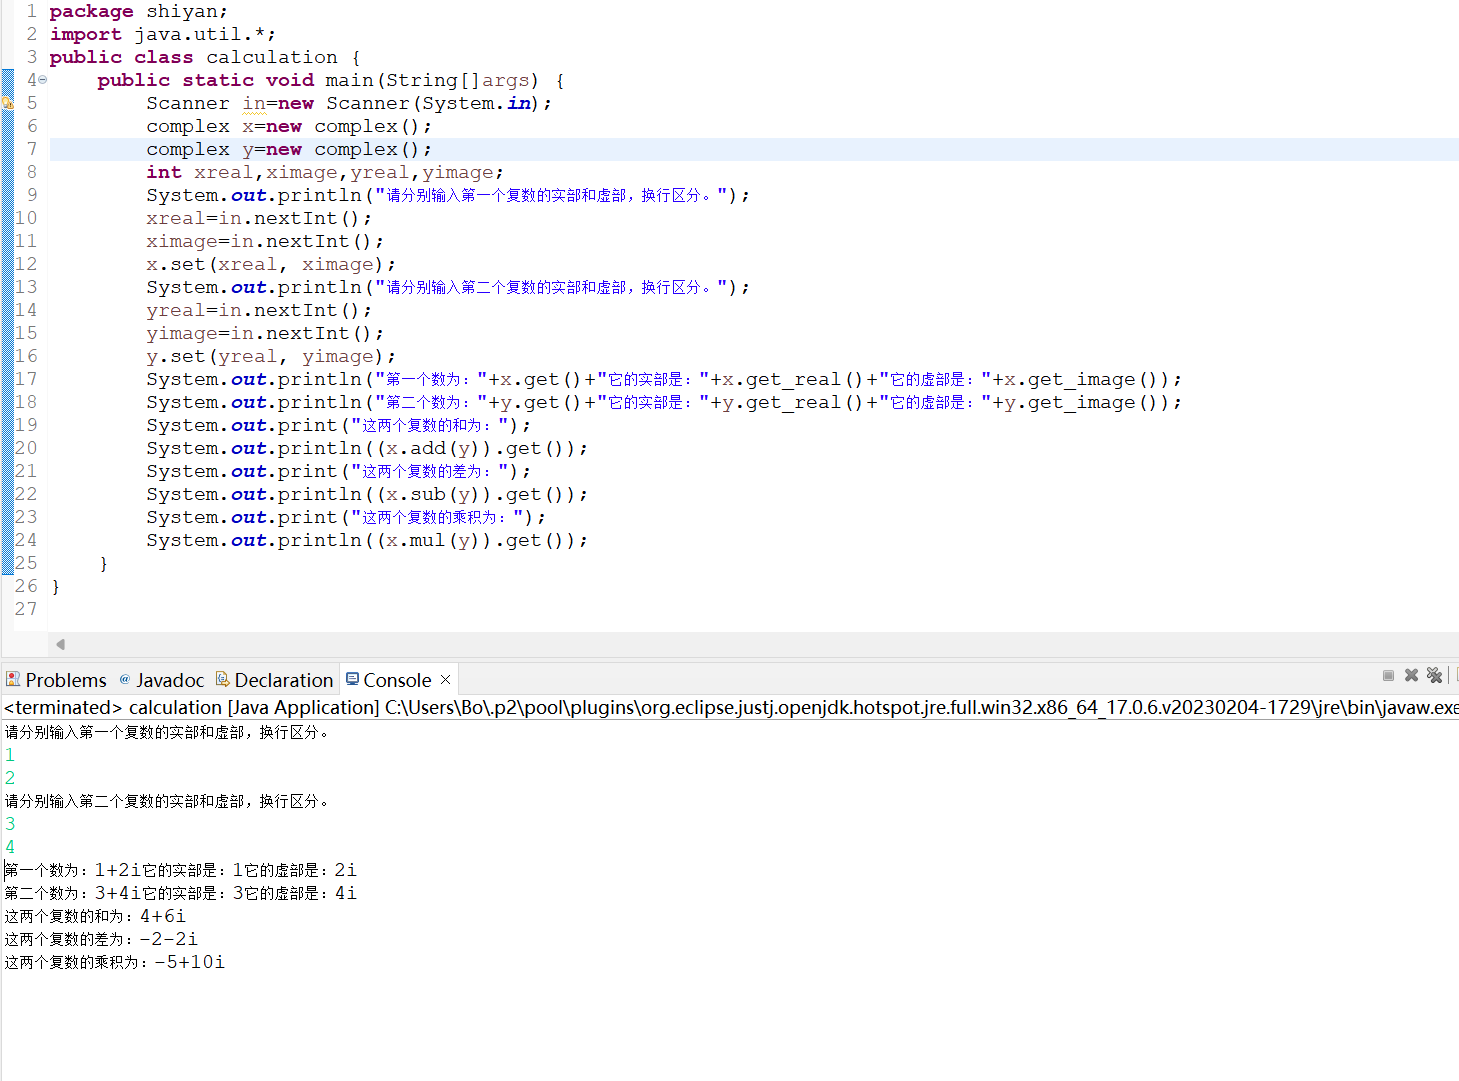 1 package shiyan;
2 import java.util.*;
3 public class calculation {
4 public static void main(String[]args) {
5 Scanner in=new Scanner(System.in);
6 complex x=new complex();
7 complex y=new complex();
8 int xreal,ximage,yreal,yimage;
9 System.out.println("请分别输入第一个复数的实部和虚部，换行区分。");
10 xreal=in.nextInt();
11 ximage=in.nextInt();
12 x.set(xreal, ximage);
13 System.out.println("请分别输入第二个复数的实部和虚部，换行区分。");
14 yreal=in.nextInt();
15 yimage=in.nextInt();
16 y.set(yreal, yimage);
17 System.out.println("第一个数为："+x.get()+"它的实部是："+x.get_real()+"它的虚部是："+x.get_image());
18 System.out.println("第二个数为："+y.get()+"它的实部是："+y.get_real()+"它的虚部是："+y.get_image());
19 System.out.print("这两个复数的和为：");
20 System.out.println((x.add(y)).get());
21 System.out.print("这两个复数的差为：");
22 System.out.println((x.sub(y)).get());
23 System.out.print("这两个复数的乘积为：");
24 System.out.println((x.mul(y)).get());
25 }
26 }
27
Problems @ Javadoc Declaration Console ×
<terminated> calculation [Java Application] C:\Users\Bo\.p2\pool\plugins\org.eclipse.justj.openjdk.hotspot.jre.full.win32.x86_64_17.0.6.v20230204-1729\jre\bin\javaw.exe
请分别输入第一个复数的实部和虚部，换行区分。
1
2
请分别输入第二个复数的实部和虚部，换行区分。
3
4
第一个数为：1+2i它的实部是：1它的虚部是：2i
第二个数为：3+4i它的实部是：3它的虚部是：4i
这两个复数的和为：4+6i
这两个复数的差为：-2-2i
这两个复数的乘积为：-5+10i